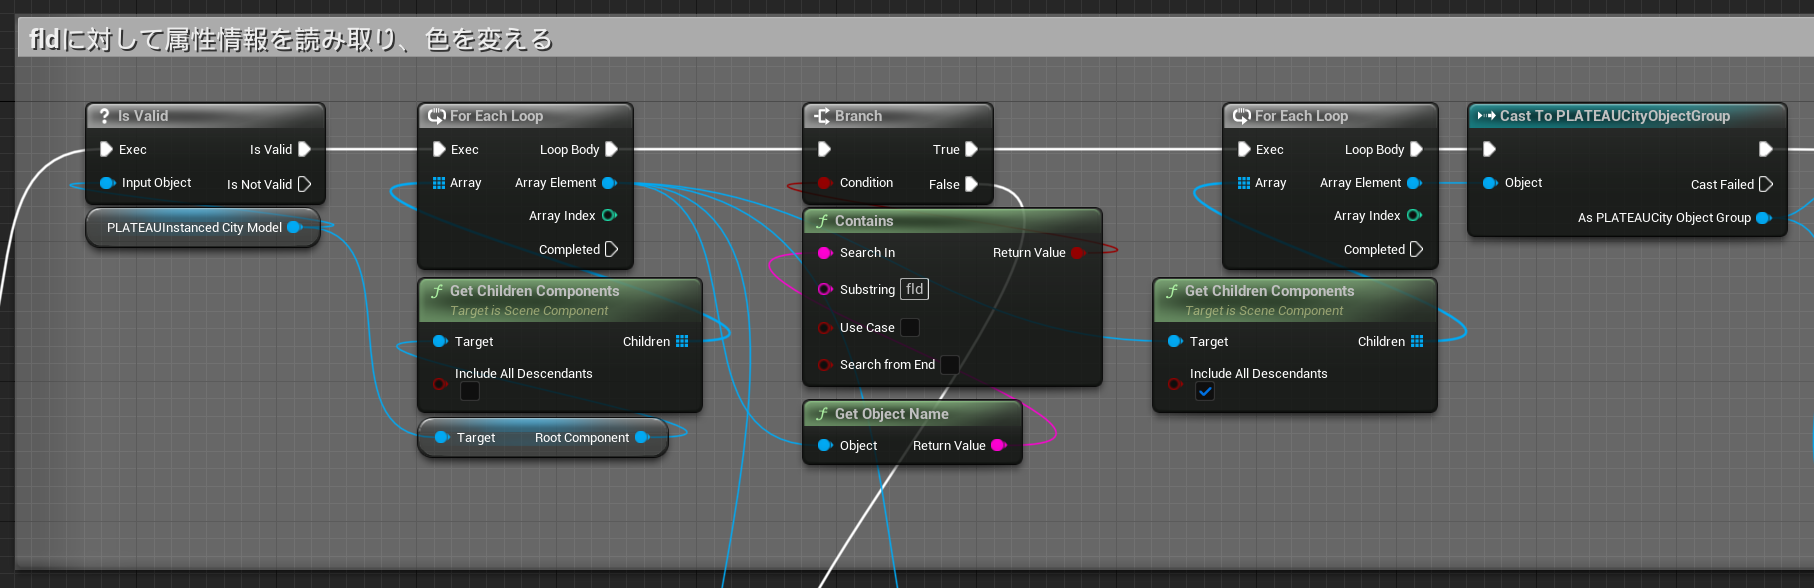 fldに対して属性情報を読み取り、色を変える
? Is Valid
Exec
Is Valid
Input Object
Is Not Valid
PLATEAUInstanced City Model
For Each Loop
Exec
Loop Body
Array
Array Element
Array Index
Completed
f Get Children Components
Target is Scene Component
Target
Children
Include All Descendants
Target
Root Component
Branch
True
Condition
False
f Contains
Search In
Return Value
Substring fld
Use Case
Search from End
f Get Object Name
Object
Return Value
For Each Loop
Exec
Loop Body
Array
Array Element
Array Index
Completed
f Get Children Components
Target is Scene Component
Target
Children
Include All Descendants
Cast To PLATEAUCityObjectGroup
Object
Cast Failed
As PLATEAUCity Object Group